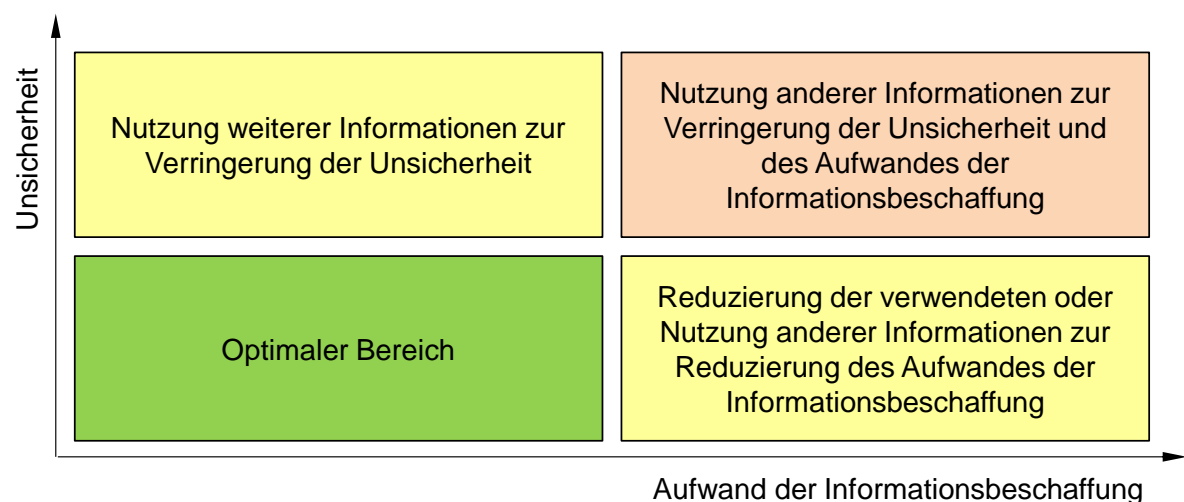 Unsicherheit
Nutzung weiterer Informationen zur
Verringerung der Unsicherheit
Nutzung anderer Informationen zur
Verringerung der Unsicherheit und
des Aufwandes der
Informationsbeschaffung
Optimaler Bereich
Reduzierung der verwendeten oder
Nutzung anderer Informationen zur
Reduzierung des Aufwandes der
Informationsbeschaffung
Aufwand der Informationsbeschaffung